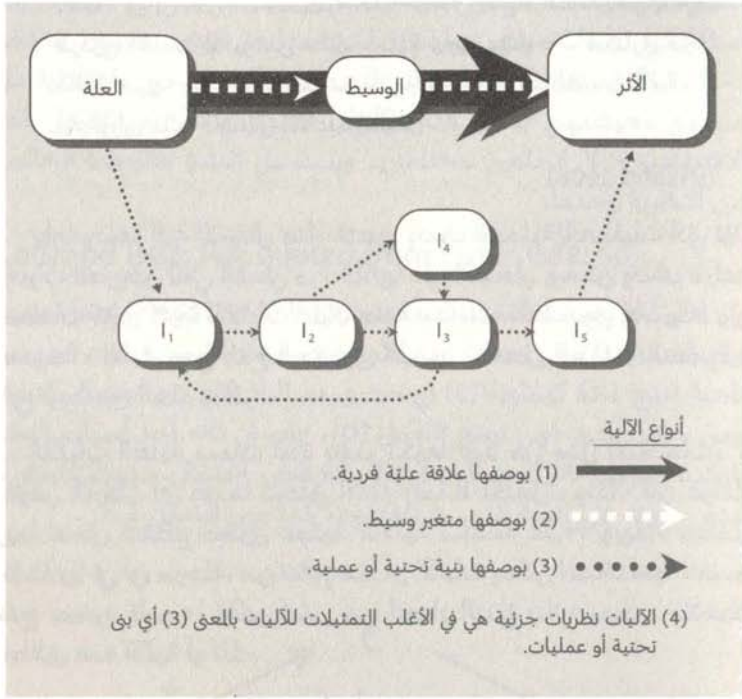 العلة
الوسيط
الأثر
I₄
I₁
I₂
I₃
I₅
أنواع الآلية
(1) بوصفها علاقة عليّة فردية.
(2) بوصفها متغير وسيط.
(3) بوصفها بنية تحتية أو عملية.
(4) الآليات نظريات جزئية هي في الأغلب التمثيلات للآليات بالمعنى (3) أي بنى
تحتية أو عمليات.